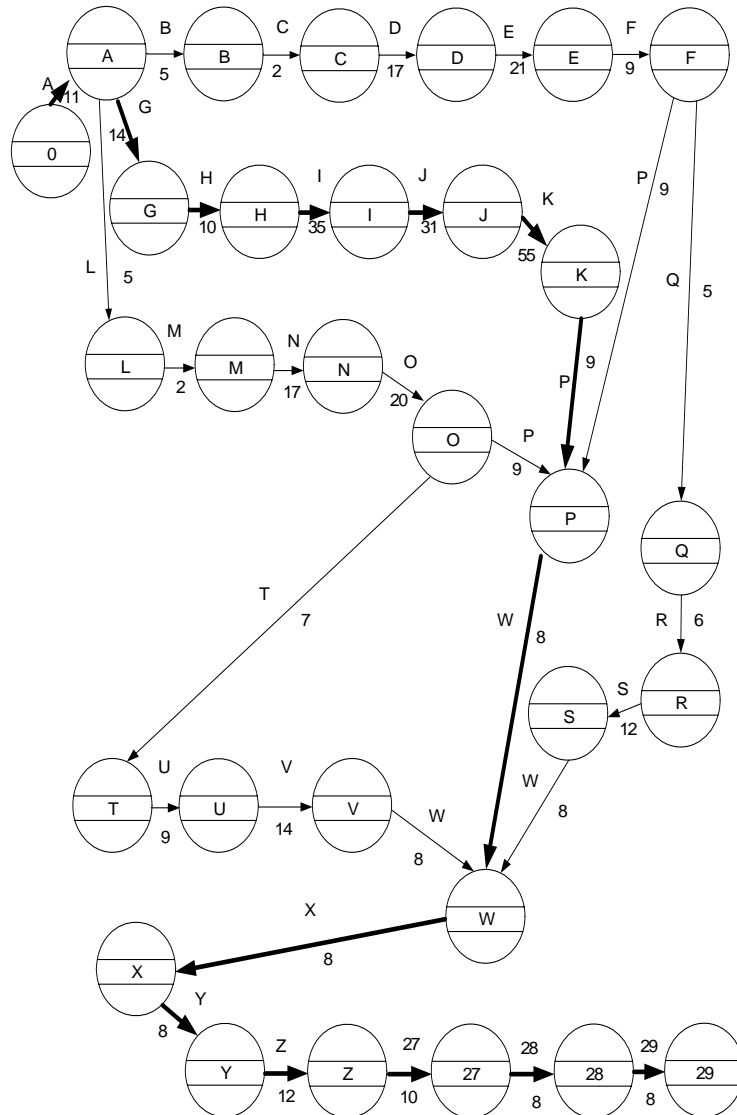 B C D E F
A B C D E F
A 11 5 2 17 21 9
G
14
0
P 9
H I J K
G H I J
10 35 31 55
K
L 5
Q 5
M N O
L M N
2 17 20
P 9
O
P
9
P
Q
T
7
W
8
R 6
S
R
S
12
U V
W
8
T U V
W
9 14 8
X
W
8
X
Y
8
Z 27 28 29
Y Z 27 28 29
12 10 8 8